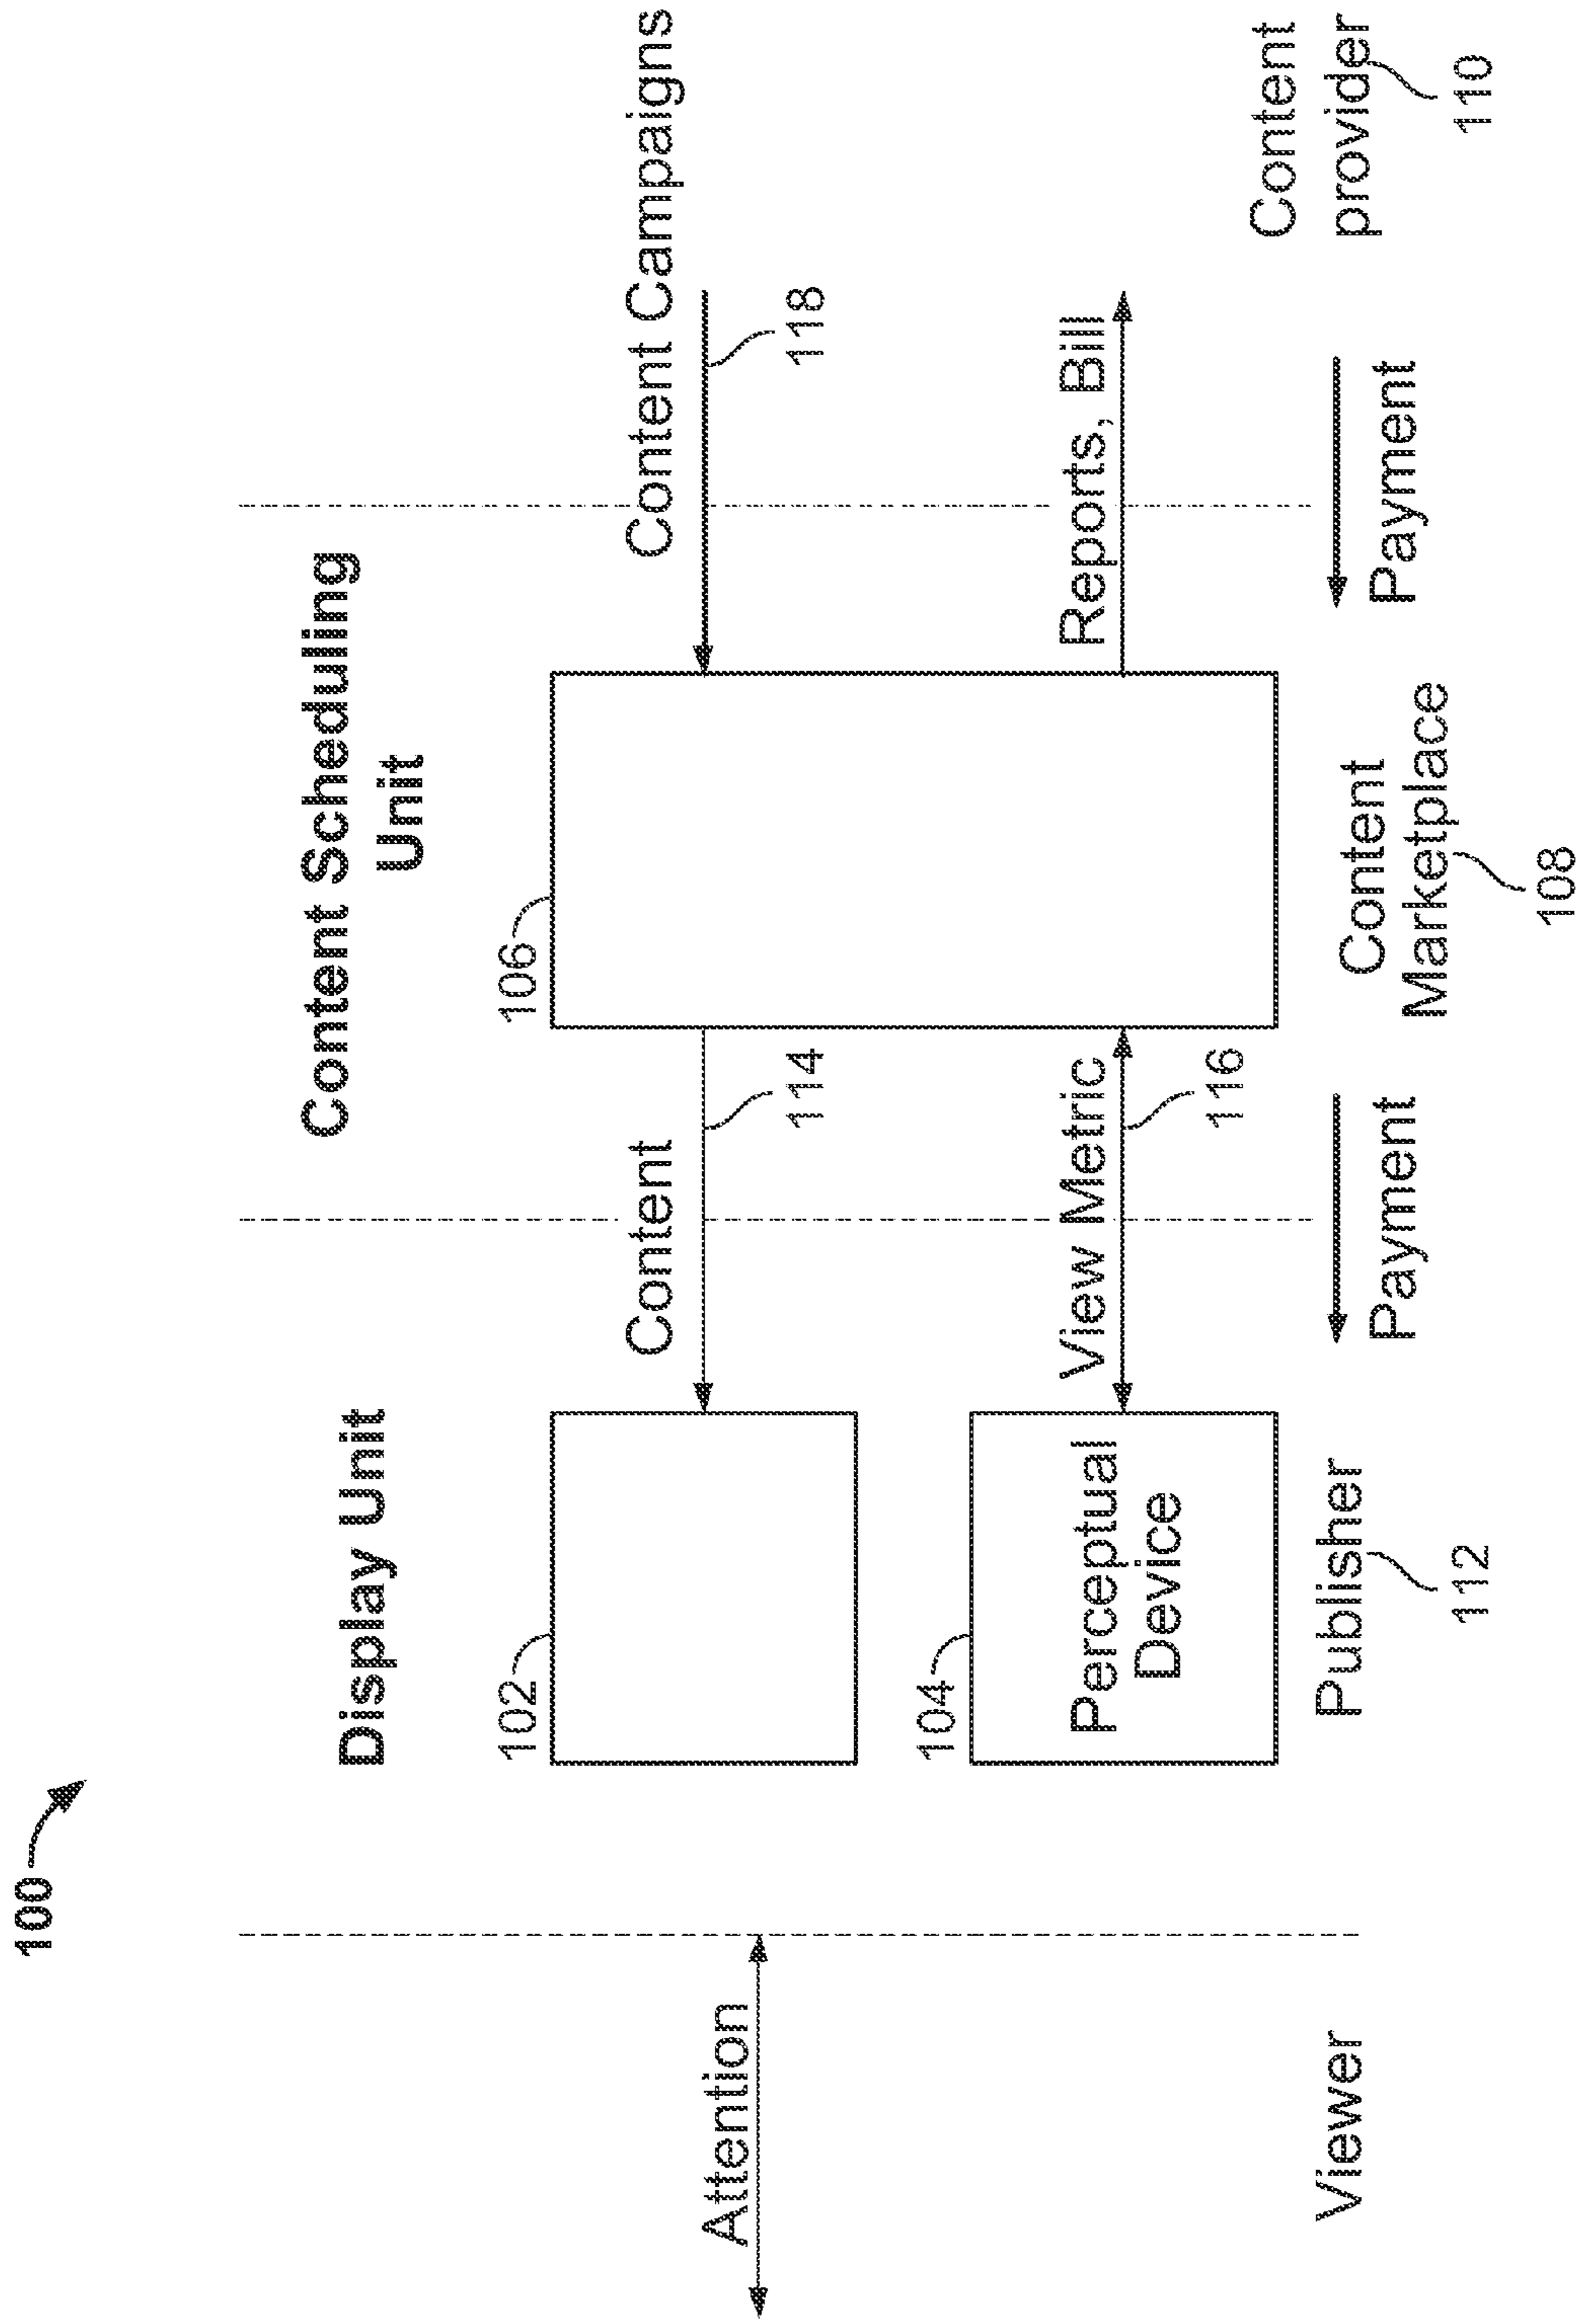 100
Display Unit
Content Scheduling
Unit
102
106
Content
Content Campaigns
114
118
Attention
104
Perceptual
Device
View Metric
116
Reports, Bill
Viewer
Publisher
112
Payment
Content
Marketplace
108
Payment
Content
provider
110